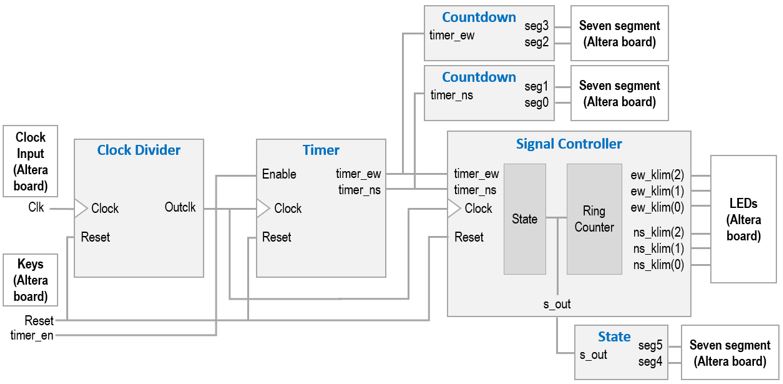 Countdown
timer_ew
seg3
seg2
Seven segment
(Altera board)
Countdown
timer_ns
seg1
seg0
Seven segment
(Altera board)
Clock
Input
(Altera
board)
Clk
Clock Divider
Clock
Outclk
Reset
Timer
Enable
timer_ew
timer_ns
Clock
Reset
Signal Controller
timer_ew
timer_ns
Clock
Reset
State
Ring
Counter
ew_klim(2)
ew_klim(1)
ew_klim(0)
ns_klim(2)
ns_klim(1)
ns_klim(0)
s_out
LEDs
(Altera
board)
Keys
(Altera
board)
Reset
timer_en
State
s_out
seg5
seg4
Seven segment
(Altera board)